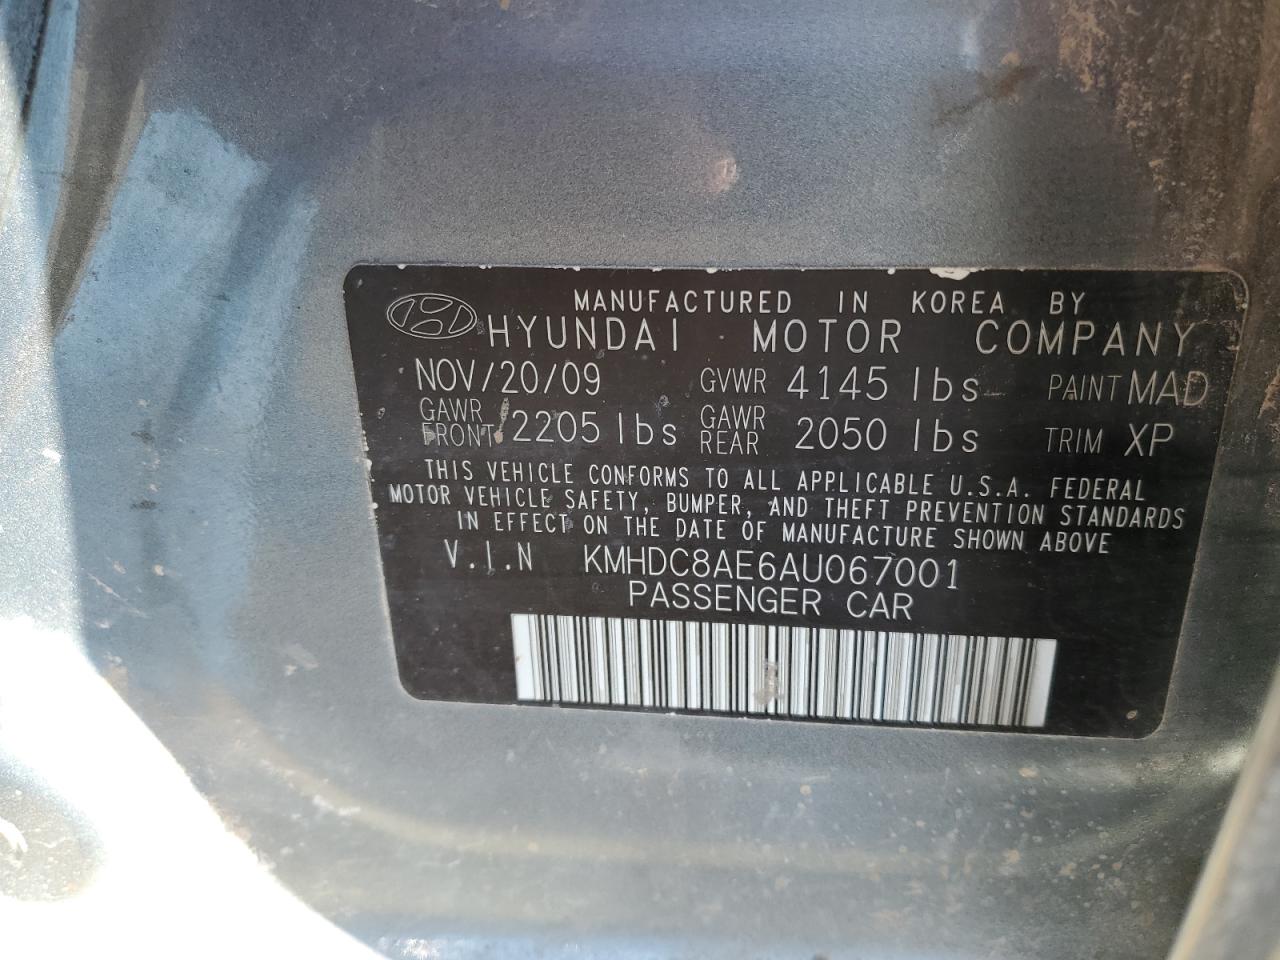 MANUFACTURED IN KOREA BY
HYUNDAI MOTOR COMPANY
NOV/20/09 GVWR 4145 lbs PAINT MAD
GAWR FRONT 2205 lbs GAWR REAR 2050 lbs TRIM XP
THIS VEHICLE CONFORMS TO ALL APPLICABLE U.S.A. FEDERAL
MOTOR VEHICLE SAFETY, BUMPER, AND THEFT PREVENTION STANDARDS
IN EFFECT ON THE DATE OF MANUFACTURE SHOWN ABOVE
V.I.N KMHDC8AE6AU067001
PASSENGER CAR